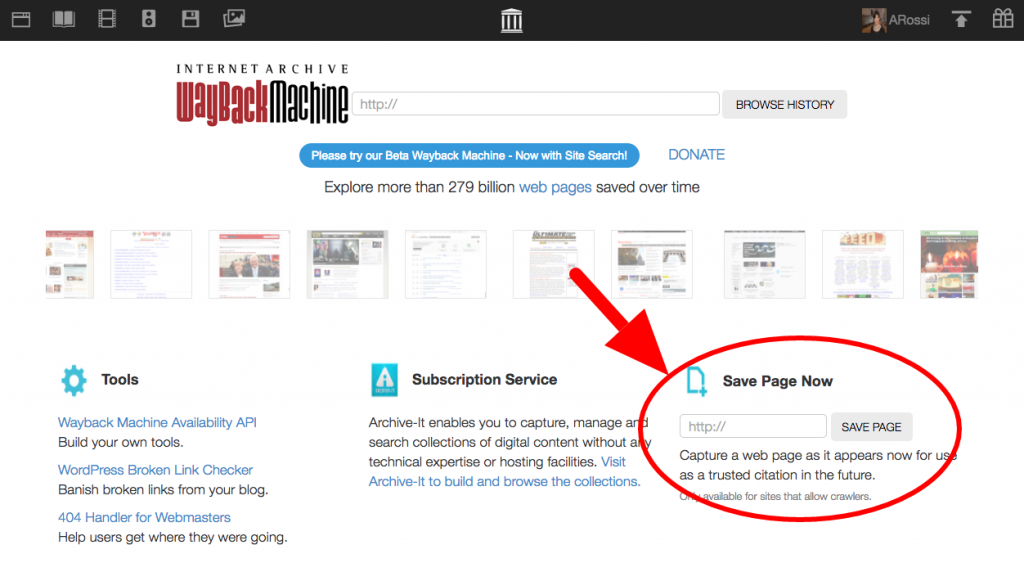 ARossi
INTERNET ARCHIVE
WayBackMachine
http://
BROWSE HISTORY
Please try our Beta Wayback Machine - Now with Site Search!
DONATE
Explore more than 279 billion web pages saved over time
Tools
Wayback Machine Availability API
Build your own tools.
WordPress Broken Link Checker
Banish broken links from your blog.
404 Handler for Webmasters
Help users get where they were going.
Subscription Service
Archive-It enables you to capture, manage and
search collections of digital content without any
technical expertise or hosting facilities. Visit
Archive-It to build and browse the collections.
Save Page Now
http://
SAVE PAGE
Capture a web page as it appears now for use
as a trusted citation in the future.
Only available for sites that allow crawlers.